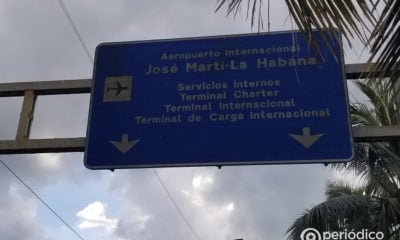 Aeropuerto Internacional
José Martí-La Habana
Servicios Internos
Terminal Charter
Terminal Internacional
Terminal de Carga Internacional
periódico